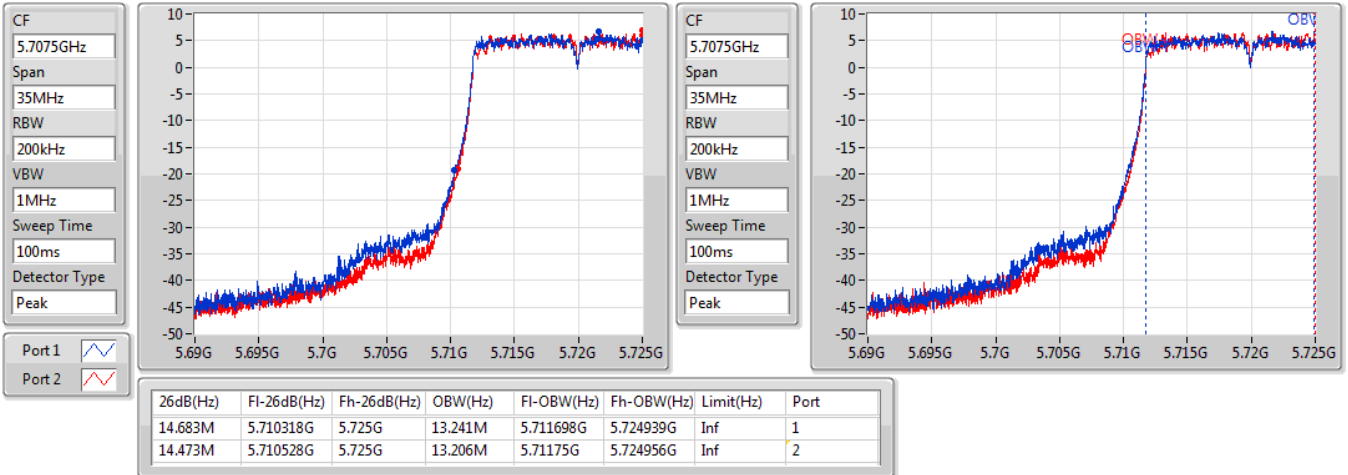 CF
5.7075GHz
Span
35MHz
RBW
200kHz
VBW
1MHz
Sweep Time
100ms
Detector Type
Peak
Port 1
Port 2
10
5
0
-5
-10
-15
-20
-25
-30
-35
-40
-45
-50
5.69G 5.695G 5.7G 5.705G 5.71G 5.715G 5.72G 5.725G
CF
5.7075GHz
Span
35MHz
RBW
200kHz
VBW
1MHz
Sweep Time
100ms
Detector Type
Peak
10
5
0
-5
-10
-15
-20
-25
-30
-35
-40
-45
-50
OBW
OBW
OBW
5.69G 5.695G 5.7G 5.705G 5.71G 5.715G 5.72G 5.725G
26dB(Hz) Fl-26dB(Hz) Fh-26dB(Hz) OBW(Hz) Fl-OBW(Hz) Fh-OBW(Hz) Limit(Hz) Port
14.683M 5.710318G 5.725G 13.241M 5.711698G 5.724939G Inf 1
14.473M 5.710528G 5.725G 13.206M 5.71175G 5.724956G Inf 2